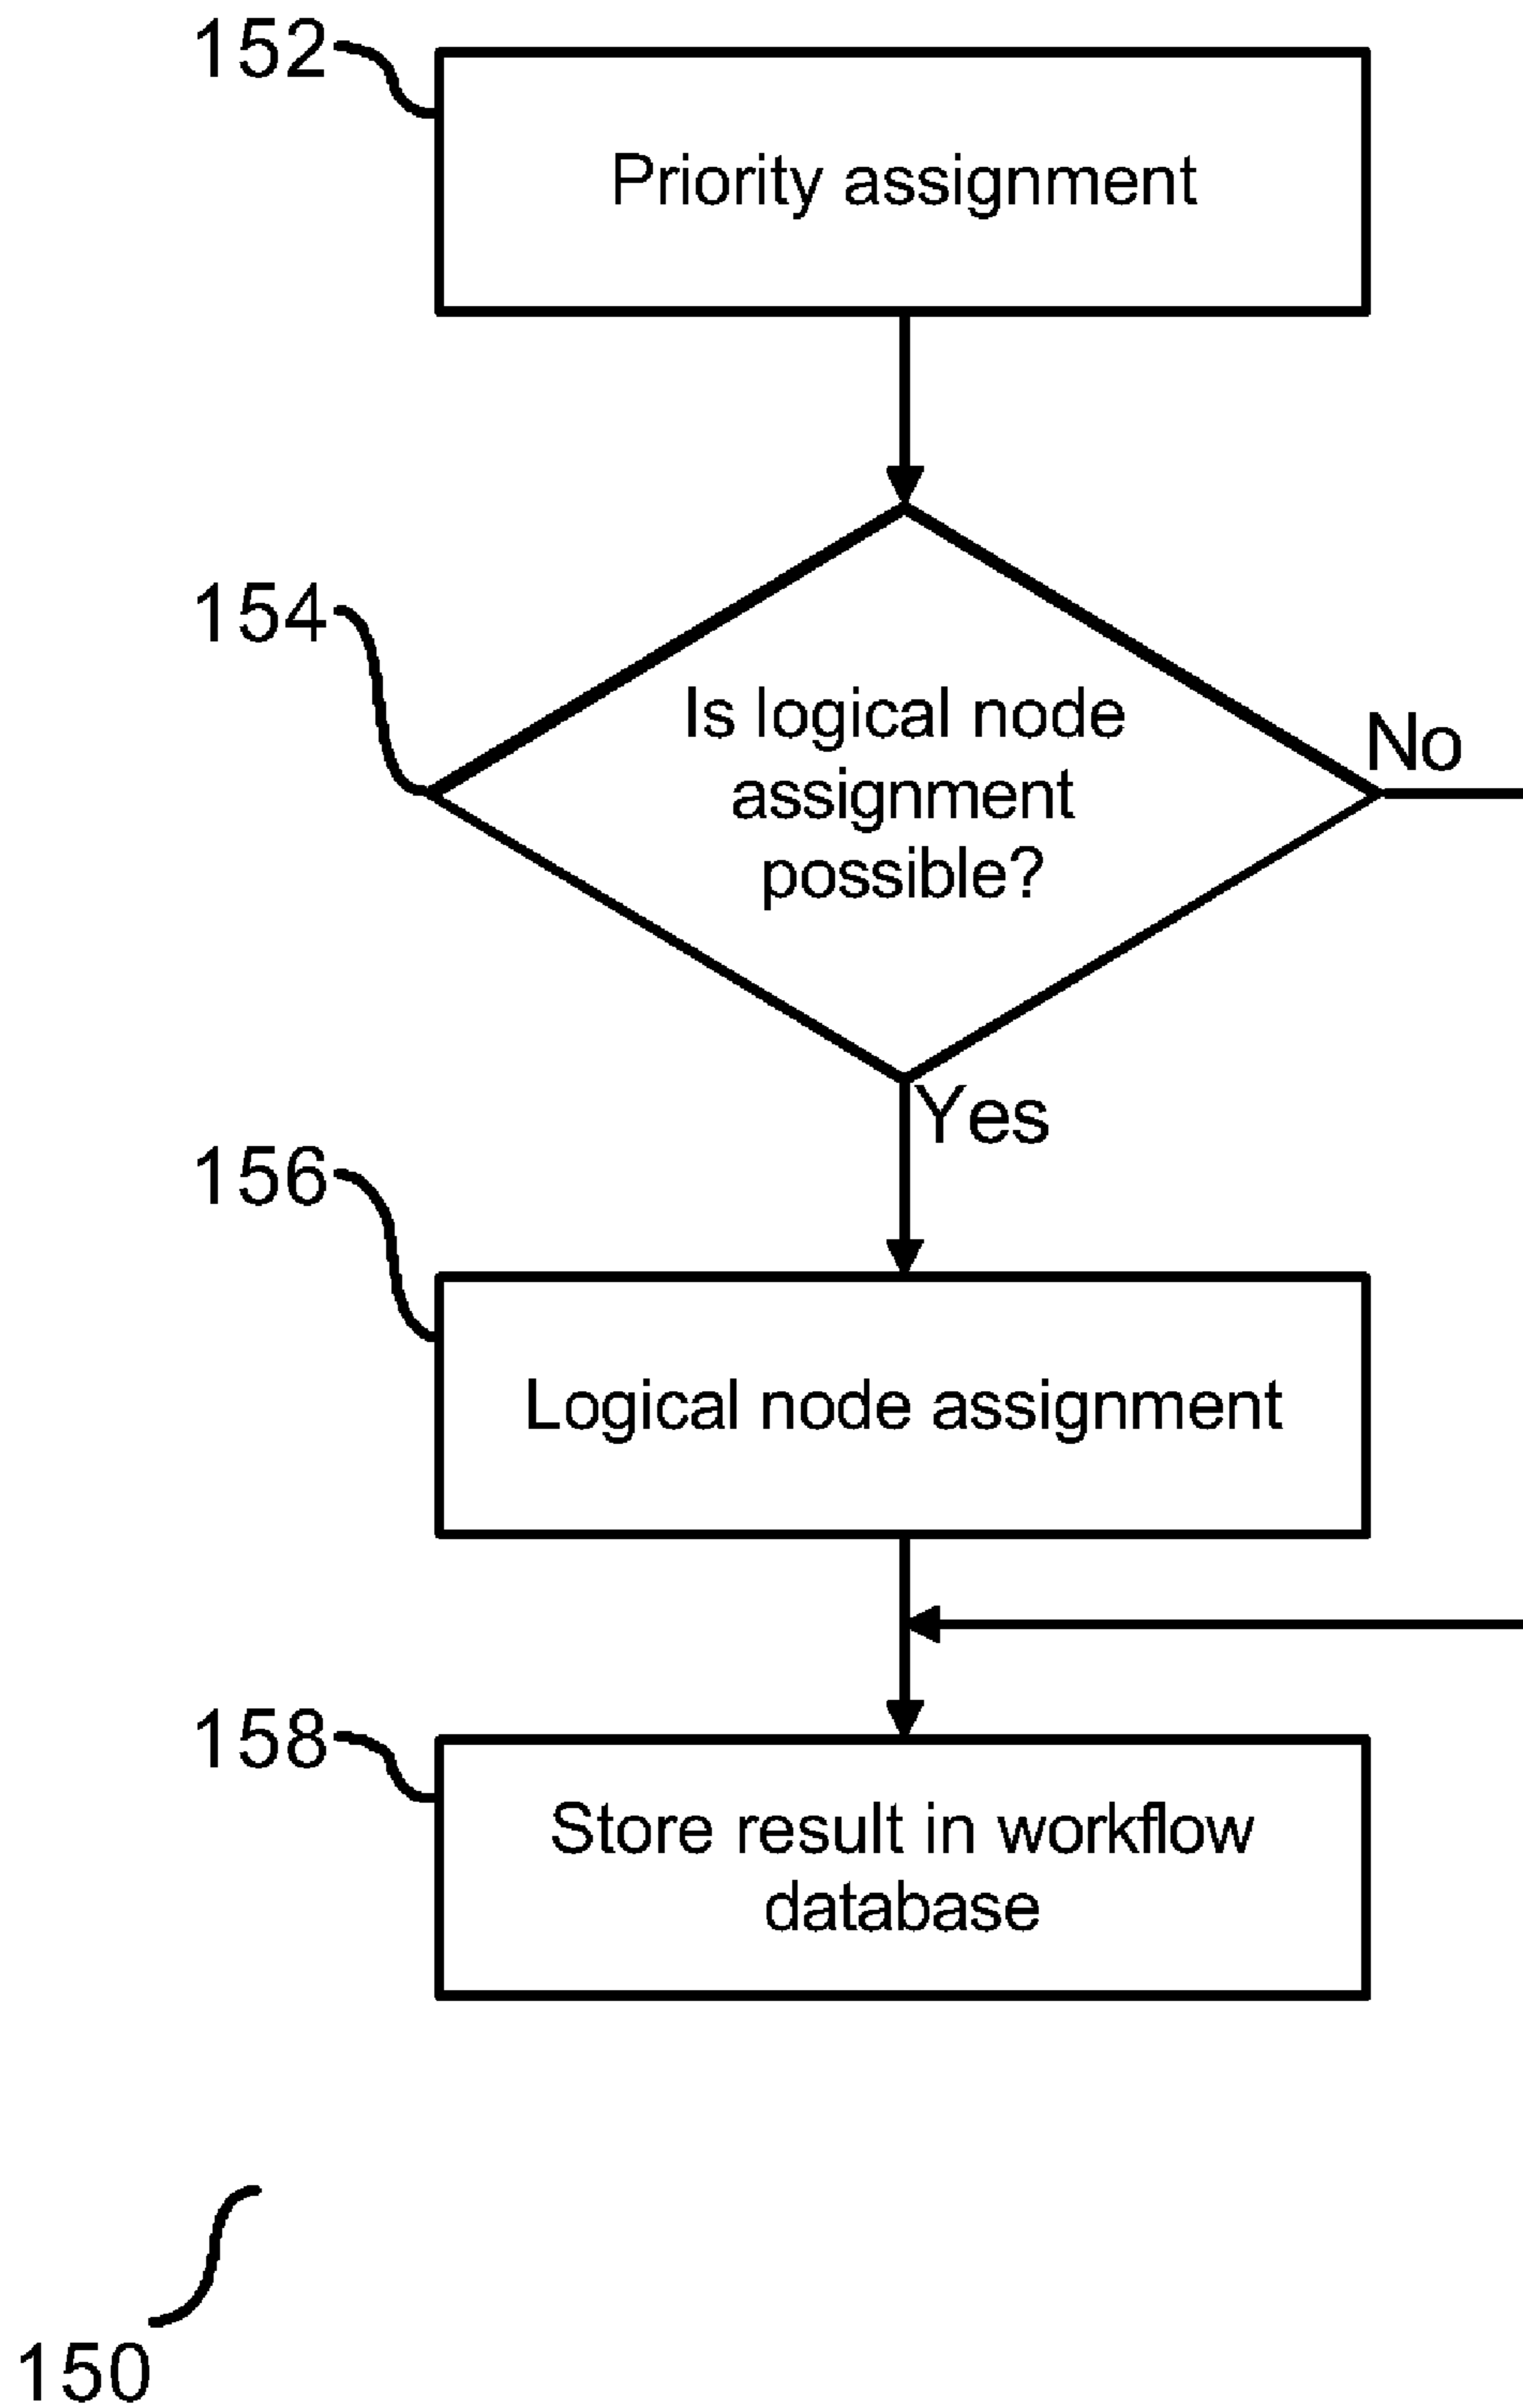 152
Priority assignment
154
Is logical node
assignment
possible?
No
Yes
156
Logical node assignment
158
Store result in workflow
database
150